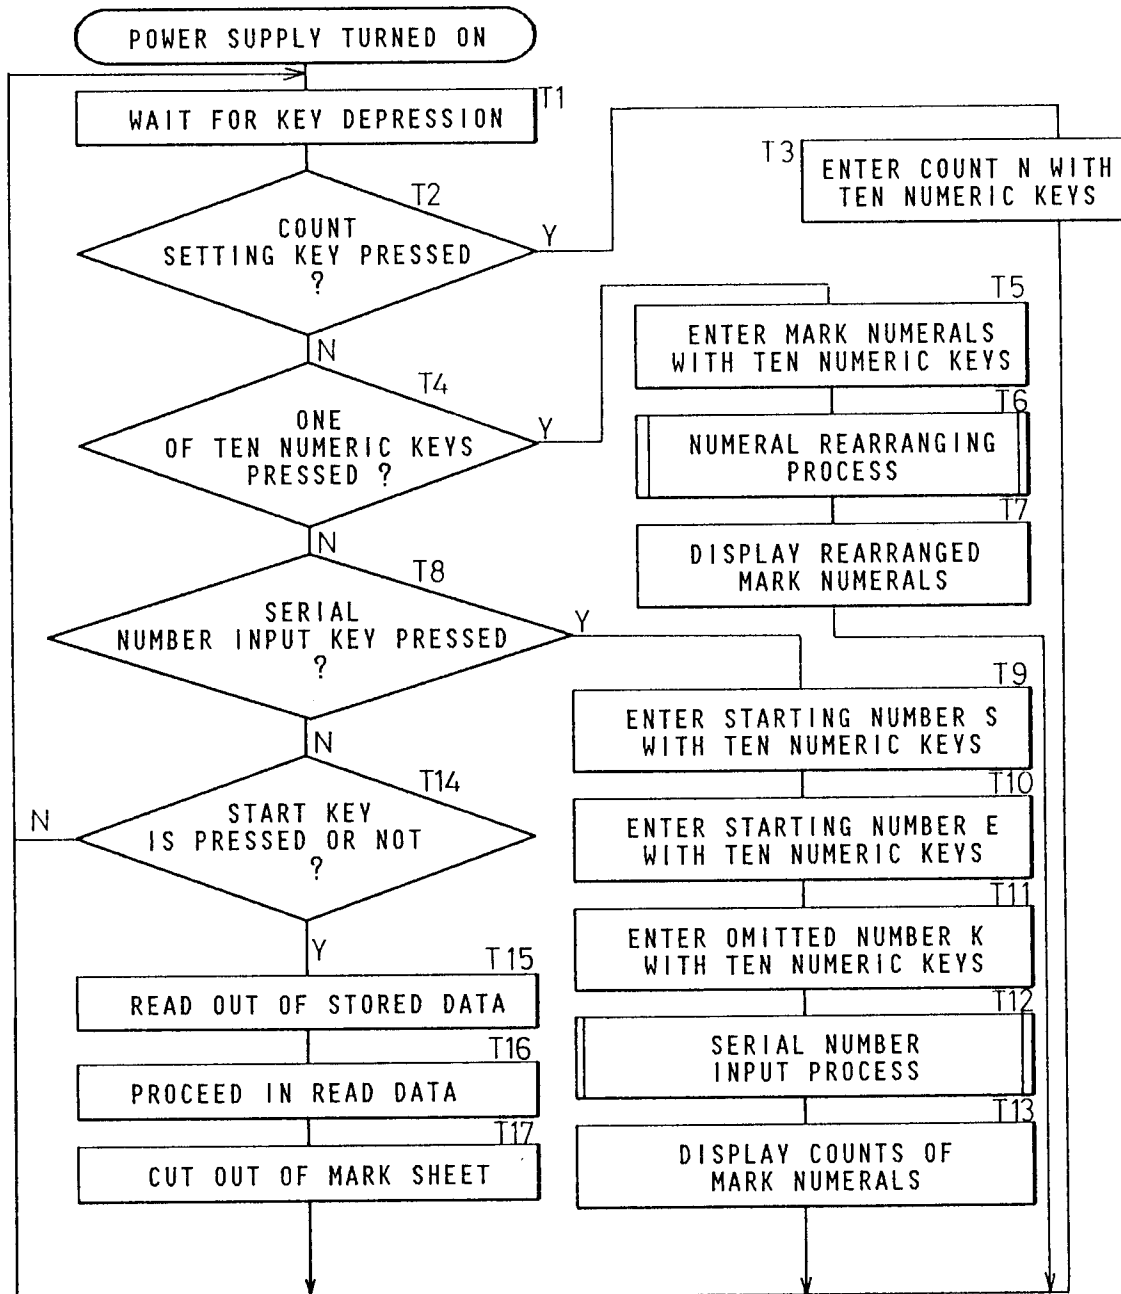 POWER SUPPLY TURNED ON
T1
WAIT FOR KEY DEPRESSION
T2
COUNT
SETTING KEY PRESSED
?
Y
N
T3
ENTER COUNT N WITH
TEN NUMERIC KEYS
T4
ONE
OF TEN NUMERIC KEYS
PRESSED ?
Y
N
T5
ENTER MARK NUMERALS
WITH TEN NUMERIC KEYS
T6
NUMERAL REARRANGING
PROCESS
T7
DISPLAY REARRANGED
MARK NUMERALS
T8
SERIAL
NUMBER INPUT KEY PRESSED
?
Y
N
T9
ENTER STARTING NUMBER S
WITH TEN NUMERIC KEYS
T10
ENTER STARTING NUMBER E
WITH TEN NUMERIC KEYS
T11
ENTER OMITTED NUMBER K
WITH TEN NUMERIC KEYS
T12
SERIAL NUMBER
INPUT PROCESS
T13
DISPLAY COUNTS OF
MARK NUMERALS
T14
START KEY
IS PRESSED OR NOT
?
N
Y
T15
READ OUT OF STORED DATA
T16
PROCEED IN READ DATA
T17
CUT OUT OF MARK SHEET